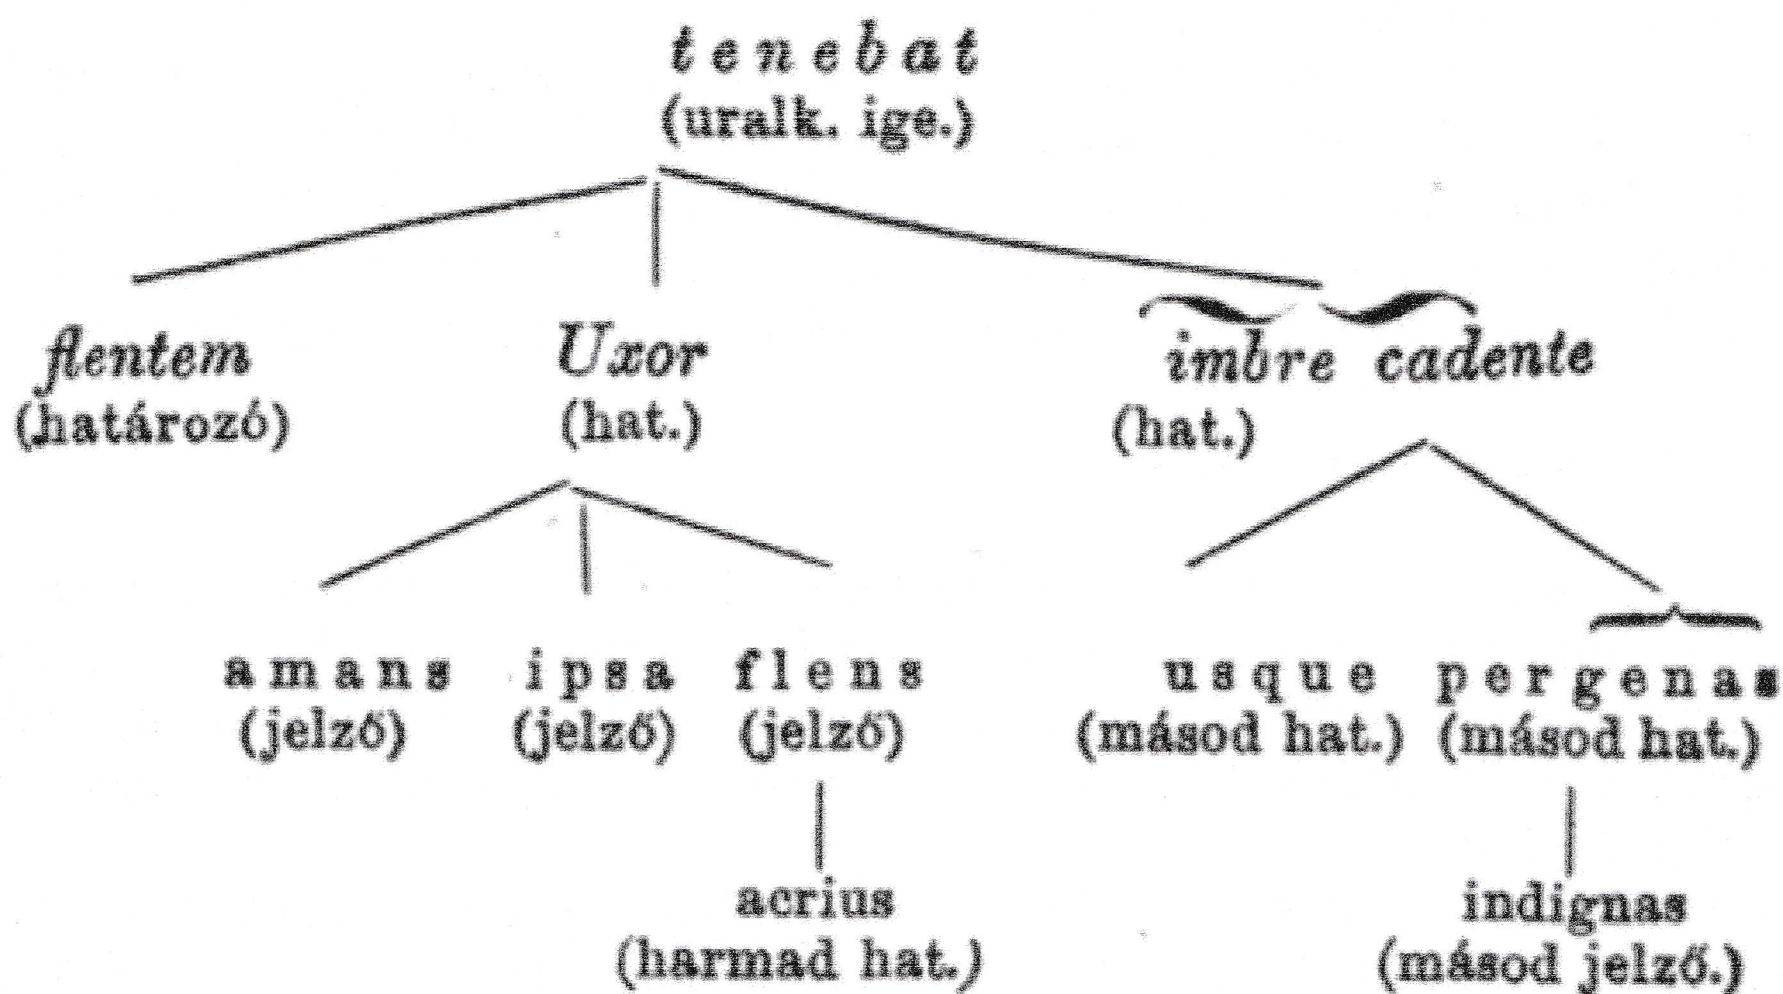 tenebat
(uralk. ige.)
flentem Uxor imbre cadente
(határozó) (hat.) (hat.)
amans ipsa flens usque pergenas
(jelző) (jelző) (jelző) (másod hat.) (másod hat.)
acrius indignas
(harmad hat.) (másod jelző.)